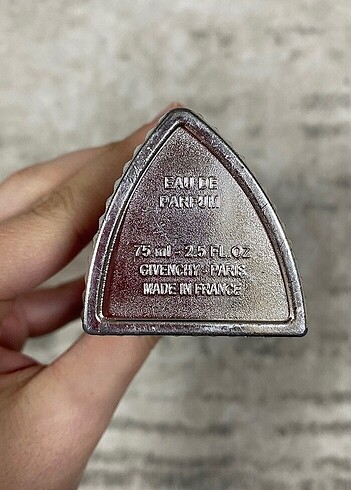 EAU DE
PARFUM
75 ml - 2.5 FL. OZ
GIVENCHY - PARIS
MADE IN FRANCE